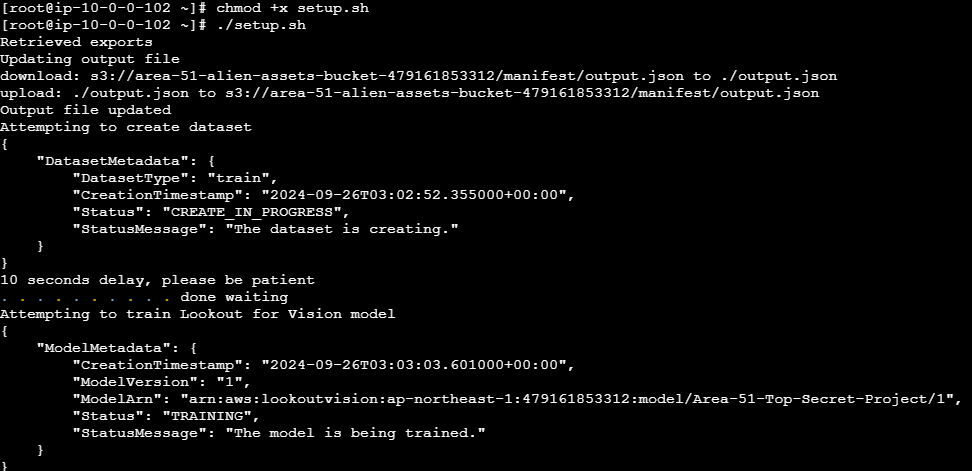 [root@ip-10-0-0-102 ~]# chmod +x setup.sh
[root@ip-10-0-0-102 ~]# ./setup.sh
Retrieved exports
Updating output file
download: s3://area-51-alien-assets-bucket-479161853312/manifest/output.json to ./output.json
upload: ./output.json to s3://area-51-alien-assets-bucket-479161853312/manifest/output.json
Output file updated
Attempting to create dataset
{
    "DatasetMetadata": {
        "DatasetType": "train",
        "CreationTimestamp": "2024-09-26T03:02:52.355000+00:00",
        "Status": "CREATE_IN_PROGRESS",
        "StatusMessage": "The dataset is creating."
    }
}
10 seconds delay, please be patient
. . . . . . . . . . done waiting
Attempting to train Lookout for Vision model
{
    "ModelMetadata": {
        "CreationTimestamp": "2024-09-26T03:03:03.601000+00:00",
        "ModelVersion": "1",
        "ModelArn": "arn:aws:lookoutvision:ap-northeast-1:479161853312:model/Area-51-Top-Secret-Project/1",
        "Status": "TRAINING",
        "StatusMessage": "The model is being trained."
    }
}